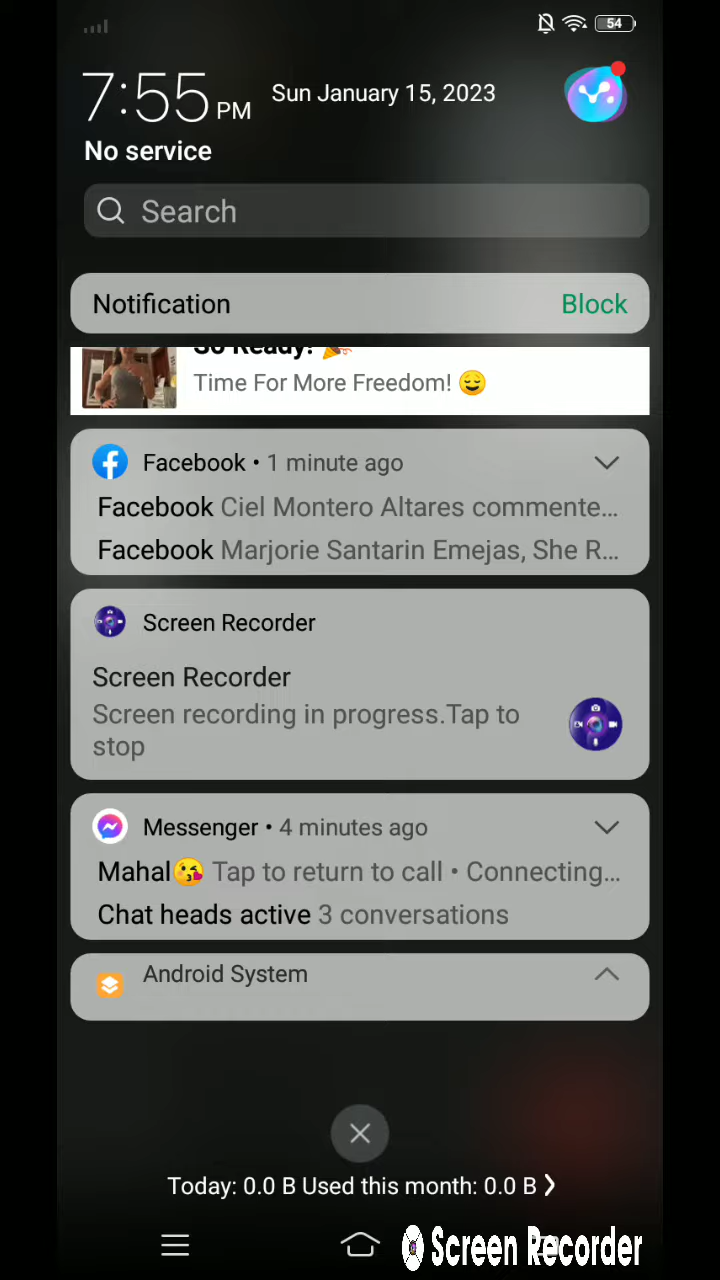 54
7:55 PM Sun January 15, 2023
No service
Search
Notification Block
So Ready! 🎉
Time For More Freedom! 😌
Facebook • 1 minute ago
Facebook Ciel Montero Altares commente...
Facebook Marjorie Santarin Emejas, She R...
Screen Recorder
Screen Recorder
Screen recording in progress.Tap to
stop
Messenger • 4 minutes ago
Mahal😘 Tap to return to call • Connecting...
Chat heads active 3 conversations
Android System
Today: 0.0 B Used this month: 0.0 B
Screen Recorder